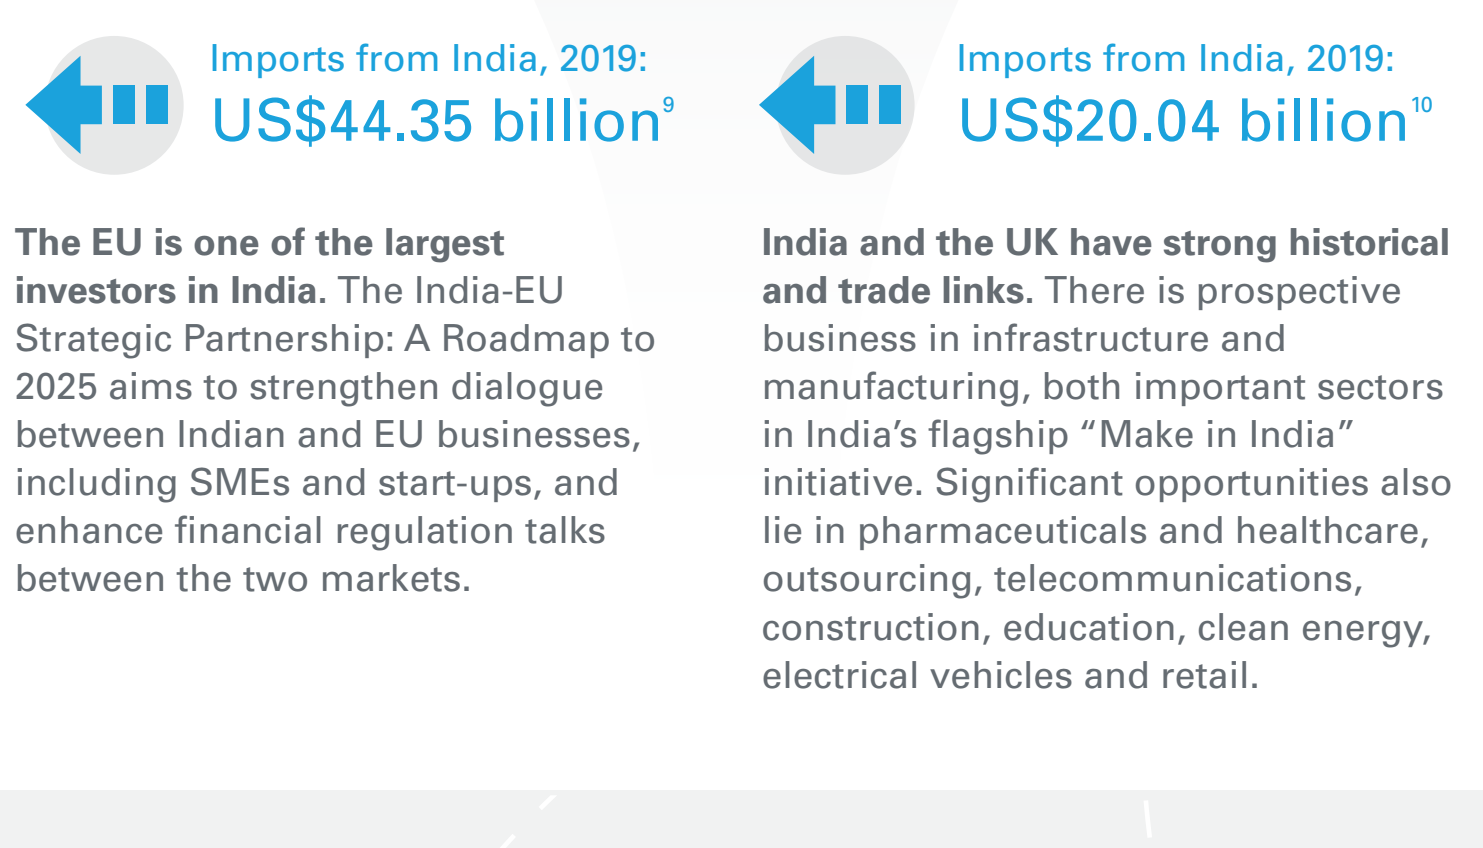 Imports from India, 2019:
US$44.35 billion⁹
The EU is one of the largest
investors in India. The India-EU
Strategic Partnership: A Roadmap to
2025 aims to strengthen dialogue
between Indian and EU businesses,
including SMEs and start-ups, and
enhance financial regulation talks
between the two markets.
Imports from India, 2019:
US$20.04 billion¹⁰
India and the UK have strong historical
and trade links. There is prospective
business in infrastructure and
manufacturing, both important sectors
in India’s flagship “Make in India”
initiative. Significant opportunities also
lie in pharmaceuticals and healthcare,
outsourcing, telecommunications,
construction, education, clean energy,
electrical vehicles and retail.